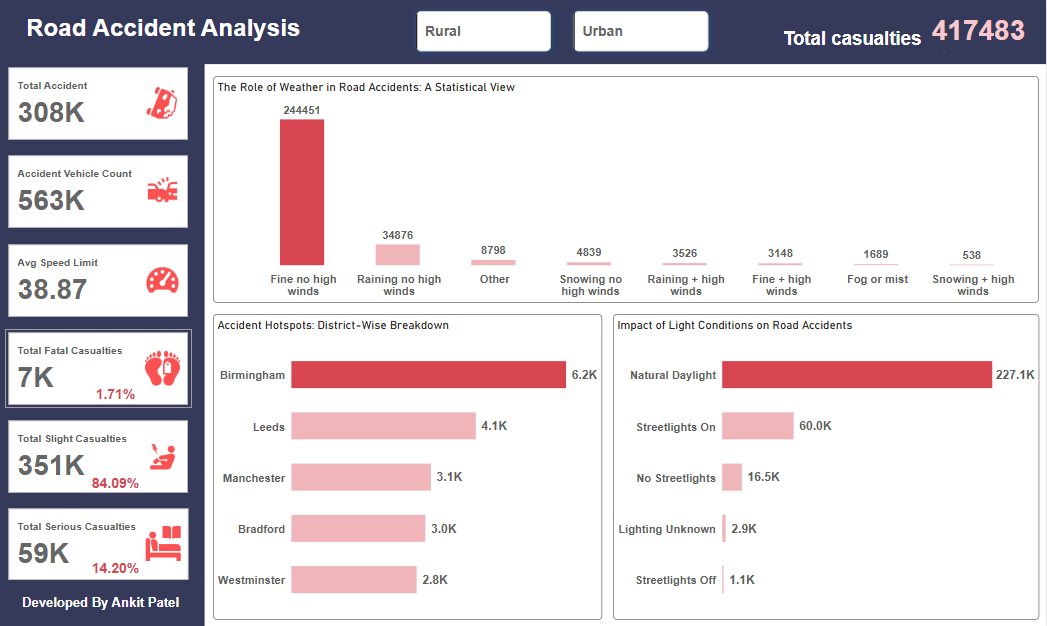 Road Accident Analysis
Rural
Urban
Total casualties 417483
Total Accident
308K
Accident Vehicle Count
563K
Avg Speed Limit
38.87
Total Fatal Casualties
7K
1.71%
Total Slight Casualties
351K
84.09%
Total Serious Casualties
59K
14.20%
Developed By Ankit Patel
The Role of Weather in Road Accidents: A Statistical View
244451
34876
8798
4839
3526
3148
1689
538
Fine no high
winds
Raining no high
winds
Other
Snowing no
high winds
Raining + high
winds
Fine + high
winds
Fog or mist
Snowing + high
winds
Accident Hotspots: District-Wise Breakdown
Birmingham 6.2K
Leeds 4.1K
Manchester 3.1K
Bradford 3.0K
Westminster 2.8K
Impact of Light Conditions on Road Accidents
Natural Daylight 227.1K
Streetlights On 60.0K
No Streetlights 16.5K
Lighting Unknown 2.9K
Streetlights Off 1.1K